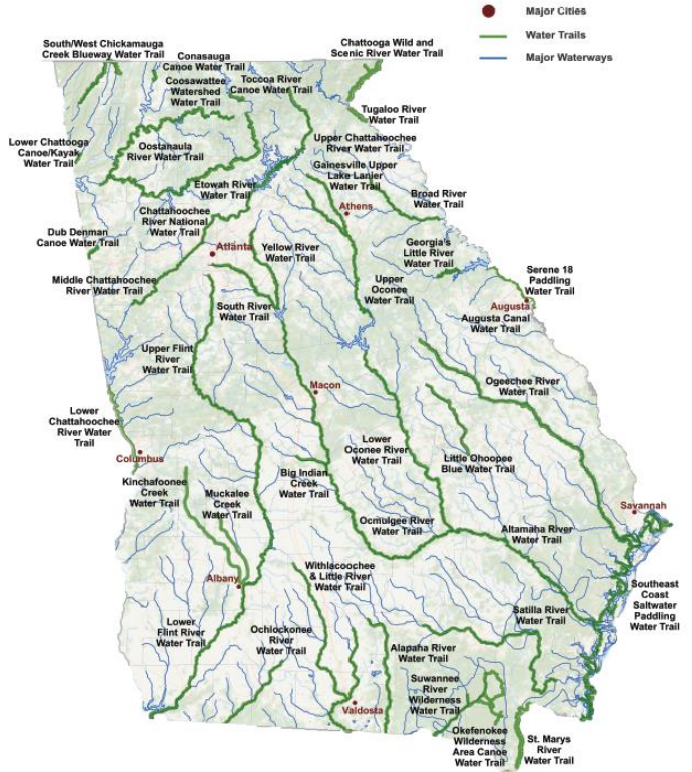 Major Cities
Water Trails
Major Waterways
South/West Chickamauga
Creek Blueway Water Trail
Conasauga
Canoe Water Trail
Chattooga Wild and
Scenic River Water Trail
Coosawattee
Watershed
Water Trail
Toccoa River
Canoe Water Trail
Tugaloo River
Water Trail
Lower Chattooga
Canoe/Kayak
Water Trail
Oostanaula
River Water Trail
Upper Chattahoochee
River Water Trail
Gainesville Upper
Lake Lanier
Water Trail
Etowah River
Water Trail
Broad River
Water Trail
Athens
Chattahoochee
River National
Water Trail
Dub Denman
Canoe Water Trail
Atlanta
Yellow River
Water Trail
Georgia's
Little River
Water Trail
Middle Chattahoochee
River Water Trail
Upper
Oconee
Water Trail
Serene 18
Paddling
Water Trail
South River
Water Trail
Augusta
Augusta Canal
Water Trail
Upper Flint
River
Water Trail
Macon
Ogeechee River
Water Trail
Lower
Chattahoochee
River Water
Trail
Columbus
Lower
Oconee River
Water Trail
Little Ohoopee
Blue Water Trail
Big Indian
Creek
Water Trail
Kinchafoonee
Creek
Water Trail
Muckalee
Creek
Water Trail
Savannah
Ocmulgee River
Water Trail
Altamaha River
Water Trail
Albany
Withlacoochee
& Little River
Water Trail
Southeast
Coast
Saltwater
Paddling
Water Trail
Lower
Flint River
Water Trail
Ochlockonee
River
Water Trail
Satilla River
Water Trail
Alapaha River
Water Trail
Suwannee
River
Wilderness
Water Trail
Valdosta
Okefenokee
Wilderness
Area Canoe
Water Trail
St. Marys
River
Water Trail